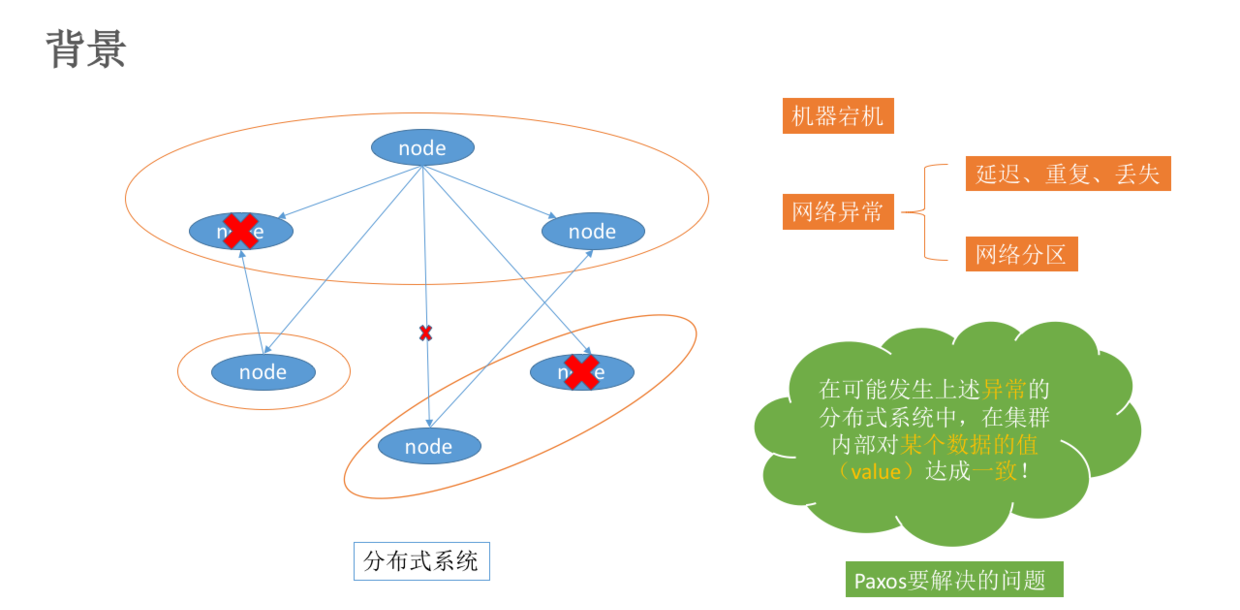 背景
node
node
node
node
node
node
分布式系统
机器宕机
网络异常
延迟、重复、丢失
网络分区
在可能发生上述异常的
分布式系统中，在集群
内部对某个数据的值
（value）达成一致！
Paxos要解决的问题